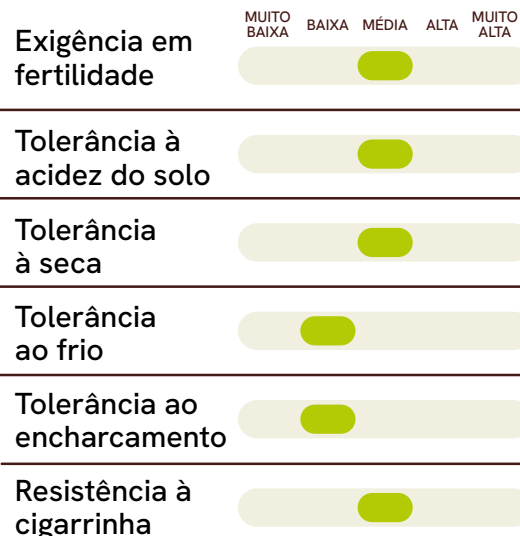 MUITO BAIXA BAIXA MÉDIA ALTA MUITO ALTA
Exigência em
fertilidade
Tolerância à
acidez do solo
Tolerância
à seca
Tolerância
ao frio
Tolerância ao
encharcamento
Resistência à
cigarrinha